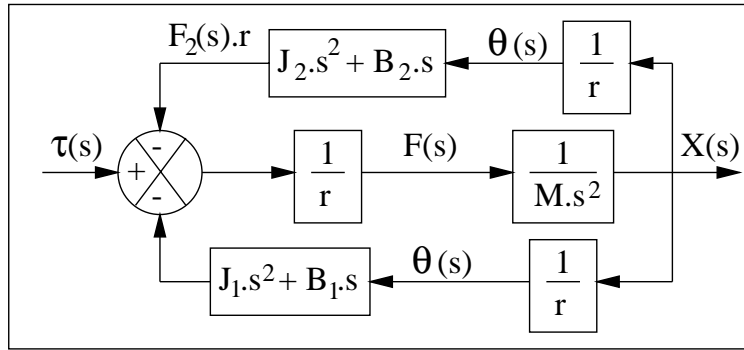 F₂(s).r
J₂.s² + B₂.s
θ(s)
1
r
τ(s)
-
+
-
1
r
F(s)
1
M.s²
X(s)
J₁.s² + B₁.s
θ(s)
1
r